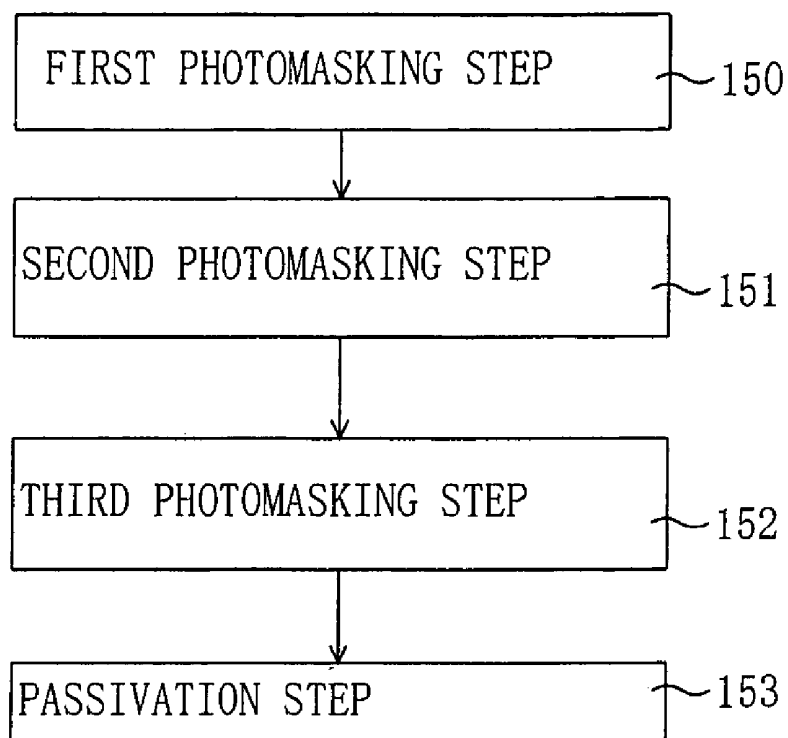 FIRST PHOTOMASKING STEP
150
SECOND PHOTOMASKING STEP
151
THIRD PHOTOMASKING STEP
152
PASSIVATION STEP
153